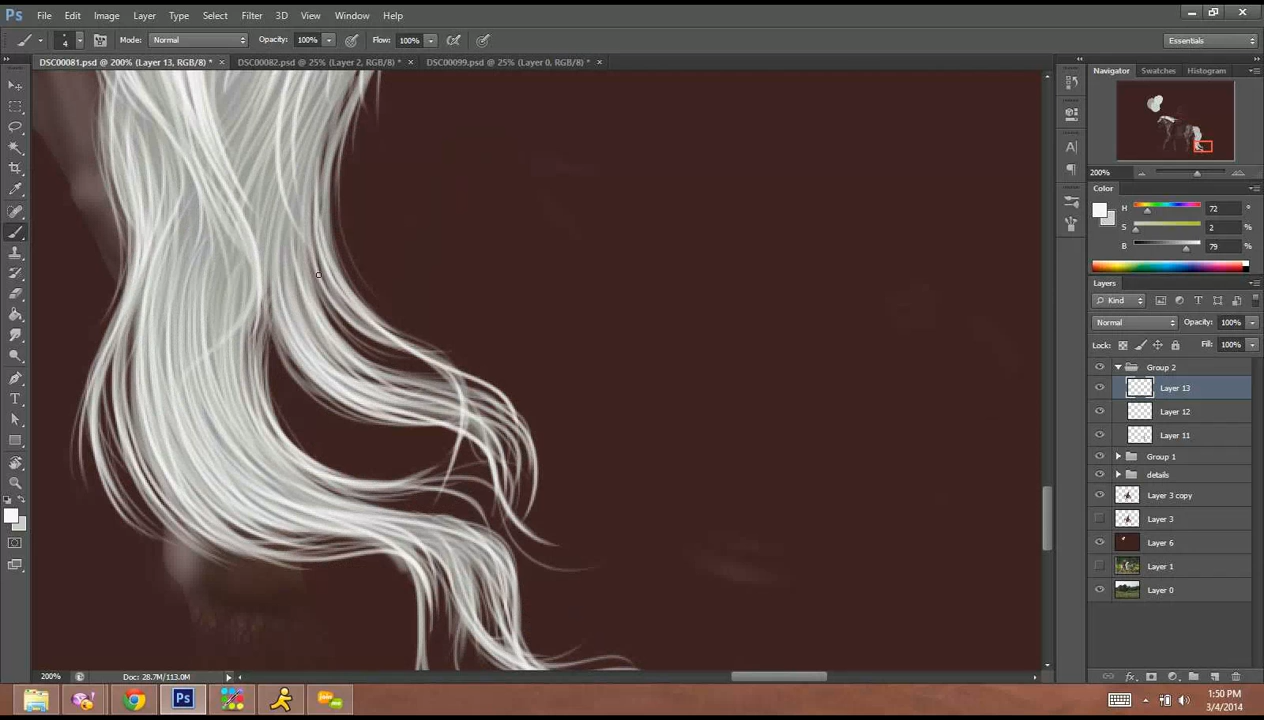 Ps File Edit Image Layer Type Select Filter 3D View Window Help
4 Mode: Normal Opacity: 100% Flow: 100% Essentials
DSC00081.psd @ 200% (Layer 13, RGB/8) * × DSC00082.psd @ 25% (Layer 2, RGB/8) * × DSC00099.psd @ 25% (Layer 0, RGB/8) * ×
Navigator Swatches Histogram
200%
Color
H 72 °
S 2 %
B 79 %
Layers
Kind
Normal Opacity: 100%
Lock: Fill: 100%
Group 2
Layer 13
Layer 12
Layer 11
Group 1
details
Layer 3 copy
Layer 3
Layer 6
Layer 1
Layer 0
200% Doc: 28.7M/113.0M
Ps
1:50 PM
3/4/2014